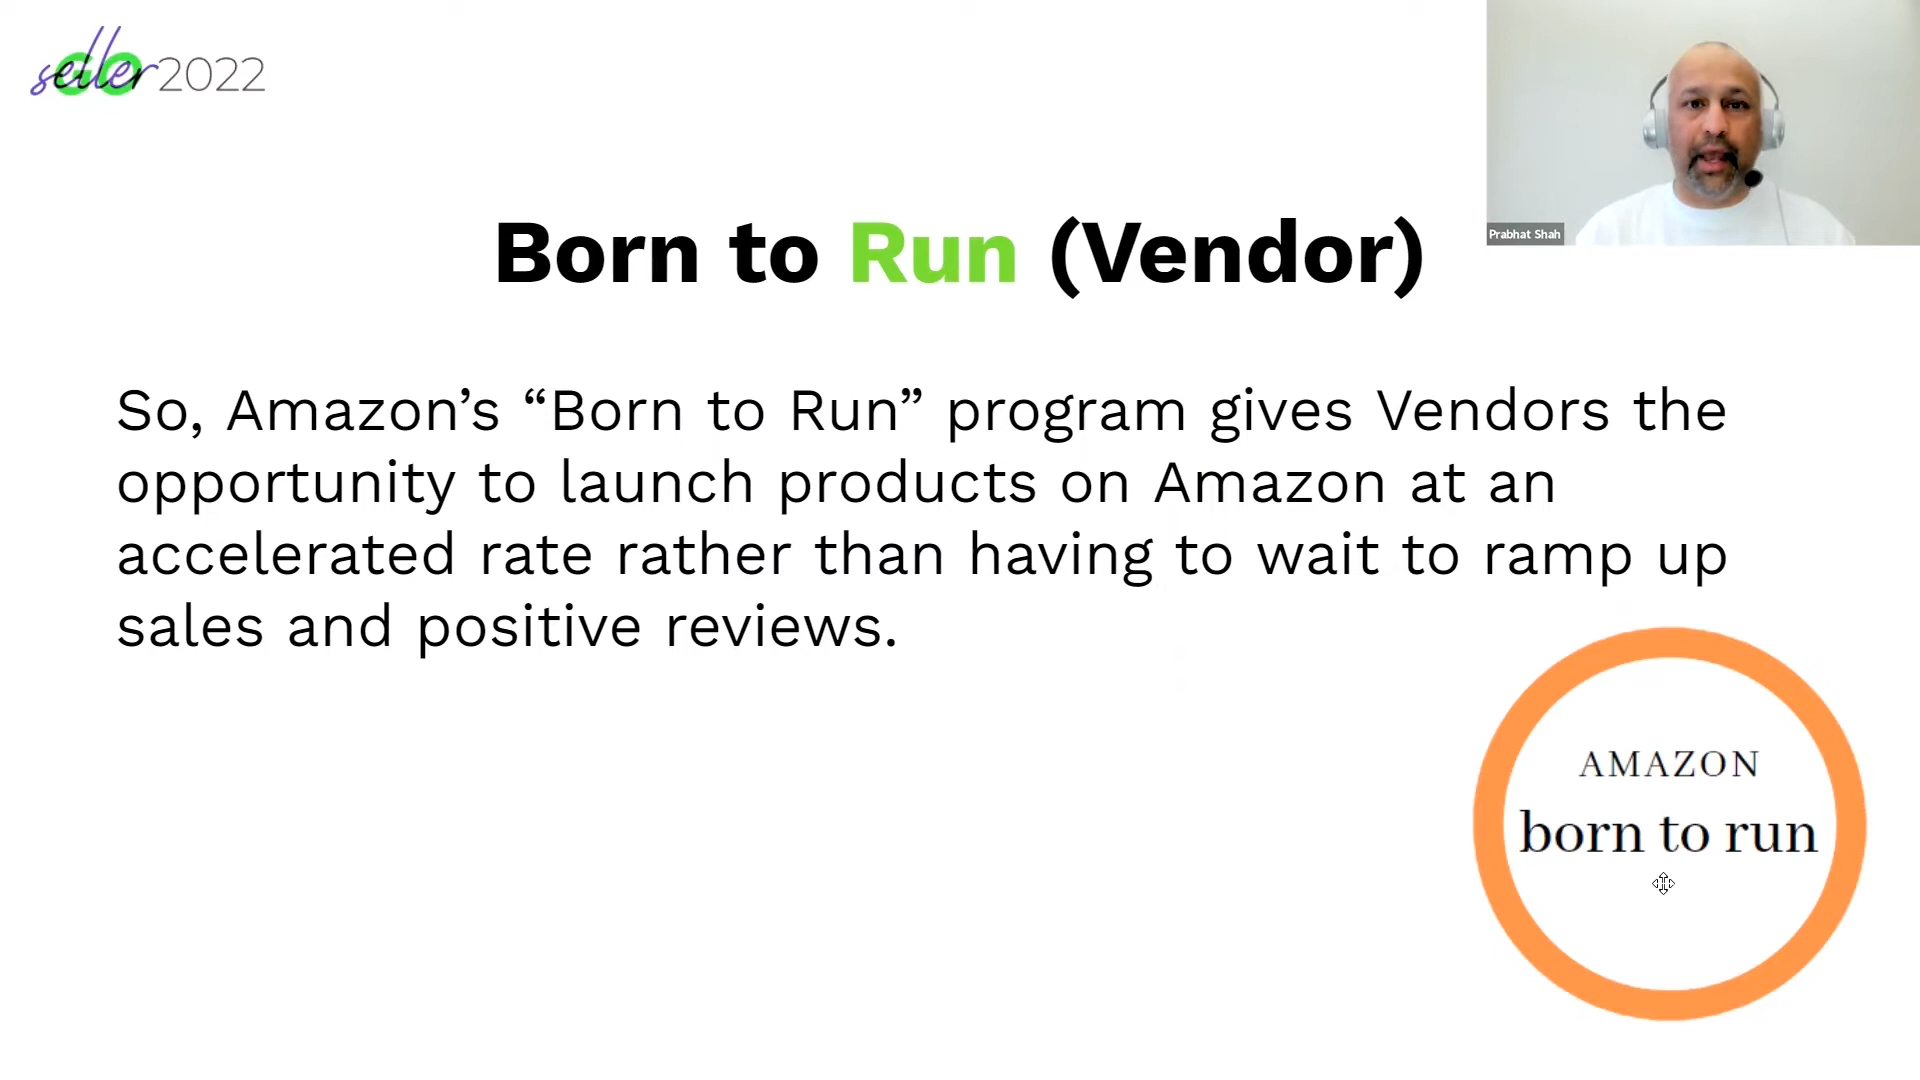 seller 2022
Prabhat Shah
Born to Run (Vendor)
So, Amazon’s “Born to Run” program gives Vendors the
opportunity to launch products on Amazon at an
accelerated rate rather than having to wait to ramp up
sales and positive reviews.
AMAZON
born to run